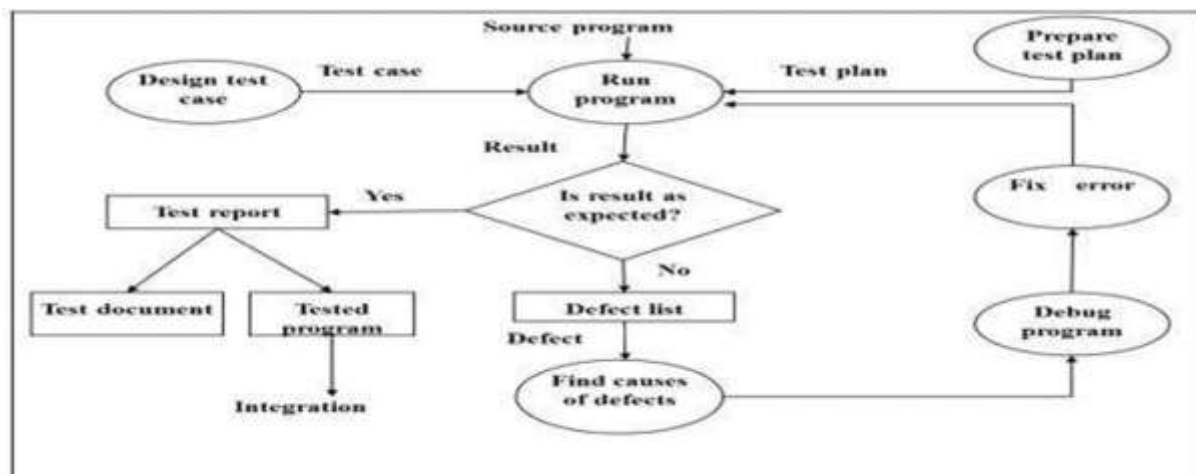 Source program
Prepare
test plan
Design test
case
Test case
Run
program
Test plan
Result
Fix error
Yes
Is result as
expected?
Test report
No
Test document
Tested
program
Defect list
Debug
program
Defect
Find causes
of defects
Integration